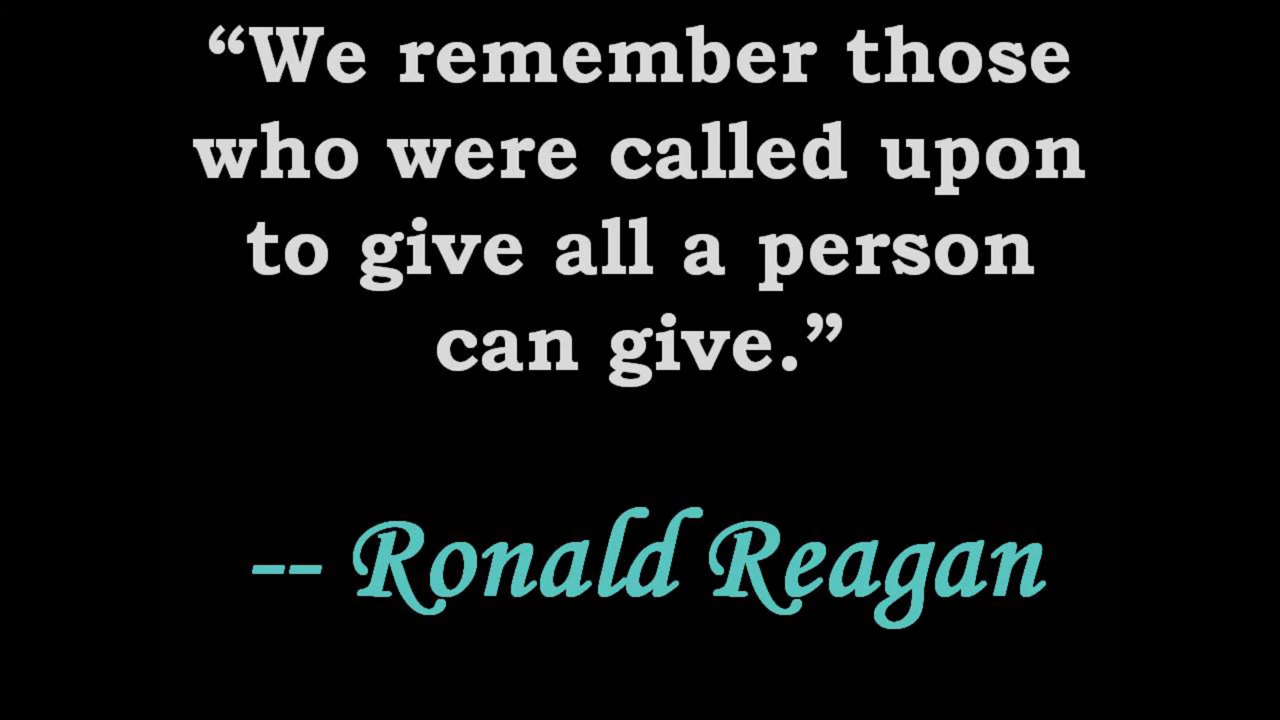 “We remember those
who were called upon
to give all a person
can give.”
-- Ronald Reagan